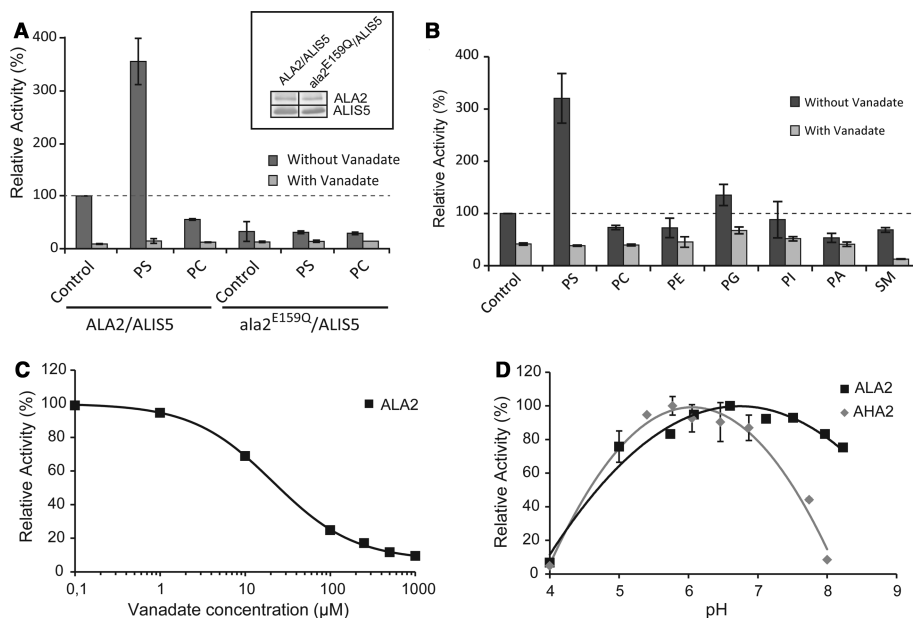 A
Relative Activity (%)
400
300
200
100
0
ALA2/ALIS5
ala2E159Q/ALIS5
ALA2
ALIS5
Without Vanadate
With Vanadate
Control
PS
PC
Control
PS
PC
ALA2/ALIS5
ala2E159Q/ALIS5
B
Relative Activity (%)
400
300
200
100
0
Without Vanadate
With Vanadate
Control
PS
PC
PE
PG
PI
PA
SM
C
Relative Activity (%)
120
100
80
60
40
20
0
ALA2
0,1
1
10
100
1000
Vanadate concentration (µM)
D
Relative Activity (%)
120
100
80
60
40
20
0
ALA2
AHA2
4
5
6
7
8
9
pH